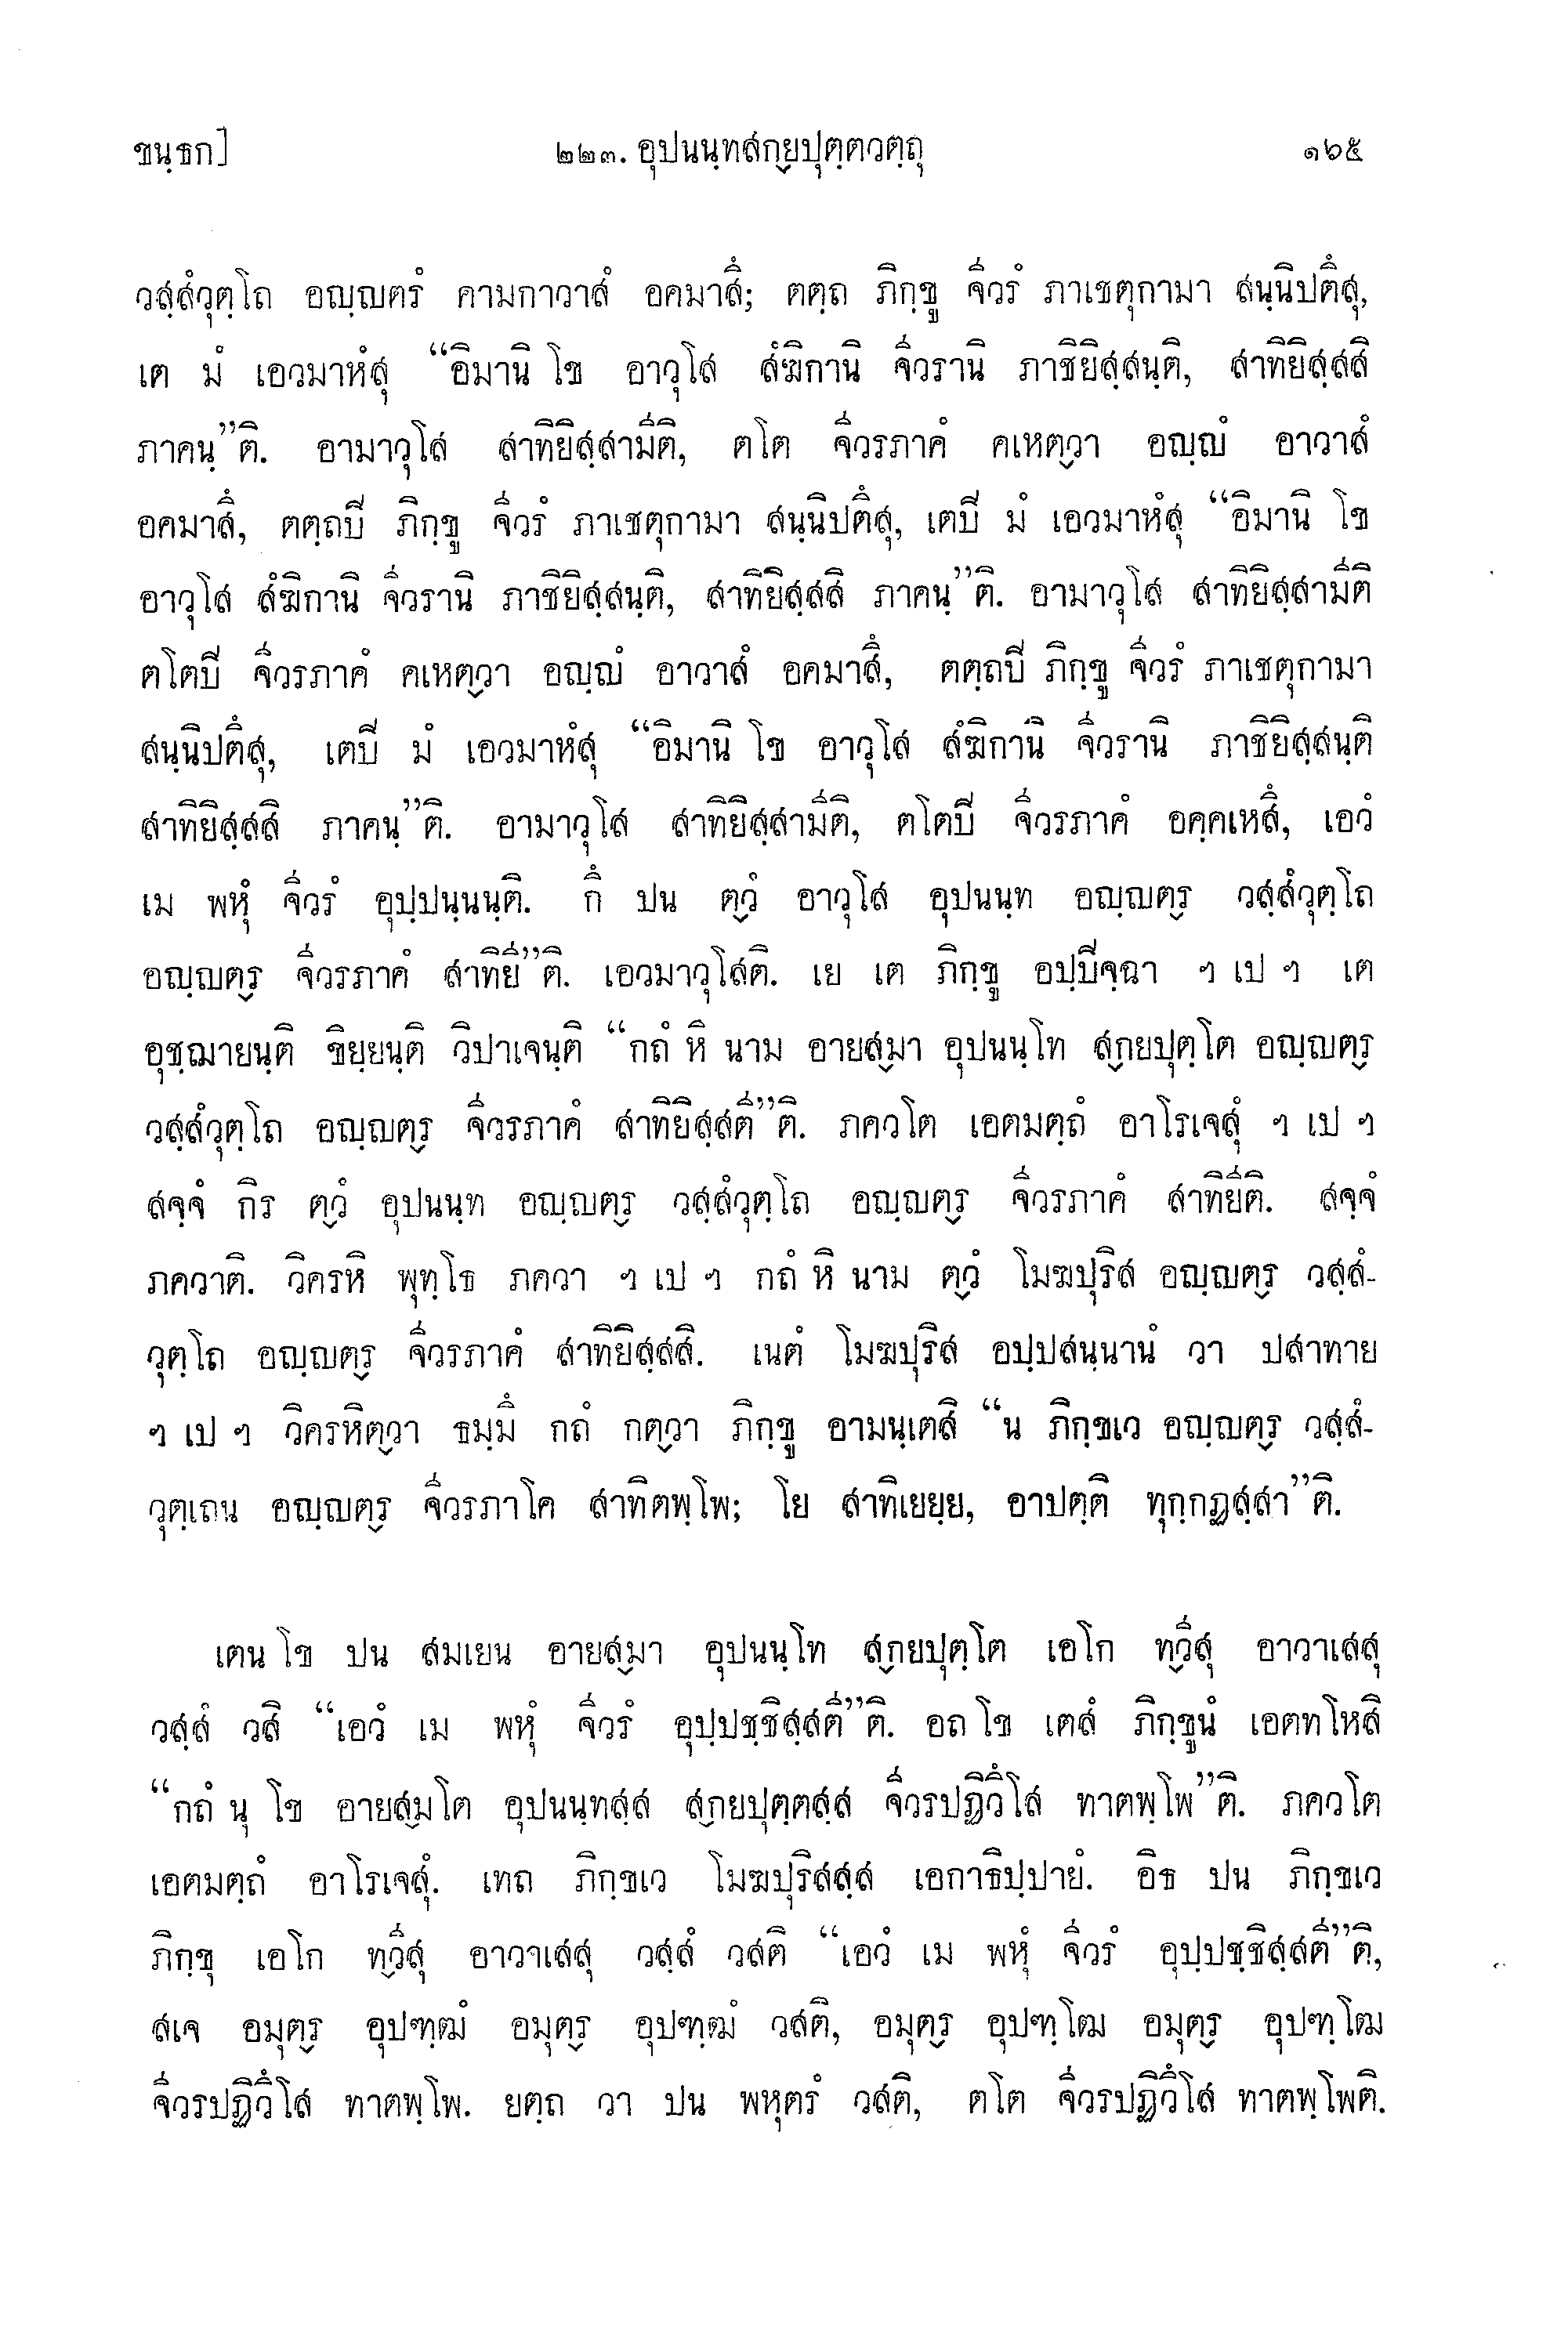 ขนฺธก]
๒๒๓. อุปนนฺทสกฺยปุตฺตวตฺถุ
๑๖๕
วสฺสํวุตฺโถ อญฺญตรํ คามกาวาสํ อคมาสึ; ตตฺถ ภิกฺขู จีวรํ ภาเชตุกามา สนฺนิปตึสุ,
เต มํ เอวมาหํสุ “อิมานิ โข อาวุโส สํฆิกานิ จีวรานิ ภาชิยิสฺสนฺติ, สาทิยิสฺสสิ
ภาคนฺ”ติ. อามาวุโส สาทิยิสฺสามีติ, ตโต จีวรภาคํ คเหตฺวา อญฺญํ อาวาสํ
อคมาสึ, ตตฺถปิ ภิกฺขู จีวรํ ภาเชตุกามา สนฺนิปตึสุ, เตปิ มํ เอวมาหํสุ “อิมานิ โข
อาวุโส สํฆิกานิ จีวรานิ ภาชิยิสฺสนฺติ, สาทิยิสฺสสิ ภาคนฺ”ติ. อามาวุโส สาทิยิสฺสามีติ
ตโตปิ จีวรภาคํ คเหตฺวา อญฺญํ อาวาสํ อคมาสึ, ตตฺถปิ ภิกฺขู จีวรํ ภาเชตุกามา
สนฺนิปตึสุ, เตปิ มํ เอวมาหํสุ “อิมานิ โข อาวุโส สํฆิกานิ จีวรานิ ภาชิยิสฺสนฺติ
สาทิยิสฺสสิ ภาคนฺ”ติ. อามาวุโส สาทิยิสฺสามีติ, ตโตปิ จีวรภาคํ อคฺคเหสึ, เอวํ
เม พหุํ จีวรํ อุปฺปนฺนนฺติ. กึ ปน ตฺวํ อาวุโส อุปนนฺท อญฺญตฺร วสฺสํวุตฺโถ
อญฺญตฺร จีวรภาคํ สาทิยี”ติ. เอวมาวุโสติ. เย เต ภิกฺขู อปฺปิจฺฉา ฯ เป ฯ เต
อุชฺฌายนฺติ ขิยฺยนฺติ วิปาเจนฺติ “กถํ หิ นาม อายสฺมา อุปนนฺโท สฺกยปุตฺโต อญฺญตฺร
วสฺสํวุตฺโถ อญฺญตฺร จีวรภาคํ สาทิยิสฺสตี”ติ. ภควโต เอตมตฺถํ อาโรเจสุํ ฯ เป ฯ
สจฺจํ กิร ตฺวํ อุปนนฺท อญฺญตฺร วสฺสํวุตฺโถ อญฺญตฺร จีวรภาคํ สาทิยีติ. สจฺจํ
ภควาติ. วิครหิ พุทฺโธ ภควา ฯ เป ฯ กถํ หิ นาม ตฺวํ โมฆปุริส อญฺญตฺร วสฺสํ-
วุตฺโถ อญฺญตฺร จีวรภาคํ สาทิยิสฺสสิ. เนตํ โมฆปุริส อปฺปสนฺนานํ วา ปสาทาย
ฯ เป ฯ วิครหิตฺวา ธมฺมึ กถํ กตฺวา ภิกฺขู อามนฺเตสิ “น ภิกฺขเว อญฺญตฺร วสฺสํ-
วุตฺเถน อญฺญตฺร จีวรภาโค สาทิตพฺโพ; โย สาทิเยยฺย, อาปตฺติ ทุกฺกฏสฺสา”ติ.
เตน โข ปน สมเยน อายสฺมา อุปนนฺโท สฺกยปุตฺโต เอโก ทฺวีสุ อาวาเสสุ
วสฺสํ วสิ “เอวํ เม พหุํ จีวรํ อุปฺปชฺชิสฺสตี”ติ. อถ โข เตสํ ภิกฺขูนํ เอตทโหสิ
“กถํ นุ โข อายสฺมโต อุปนนฺทสฺส สฺกยปุตฺตสฺส จีวรปฏิวึโส ทาตพฺโพ”ติ. ภควโต
เอตมตฺถํ อาโรเจสุํ. เทถ ภิกฺขเว โมฆปุริสสฺส เอกาธิปฺปายํ. อิธ ปน ภิกฺขเว
ภิกฺขุ เอโก ทฺวีสุ อาวาเสสุ วสฺสํ วสติ “เอวํ เม พหุํ จีวรํ อุปฺปชฺชิสฺสตี”ติ,
สเจ อมุตฺร อุปฑฺฒํ อมุตฺร อุปฑฺฒํ วสติ, อมุตฺร อุปฑฺโฒ อมุตฺร อุปฑฺโฒ
จีวรปฏิวึโส ทาตพฺโพ. ยตฺถ วา ปน พหุตรํ วสติ, ตโต จีวรปฏิวึโส ทาตพฺโพติ.